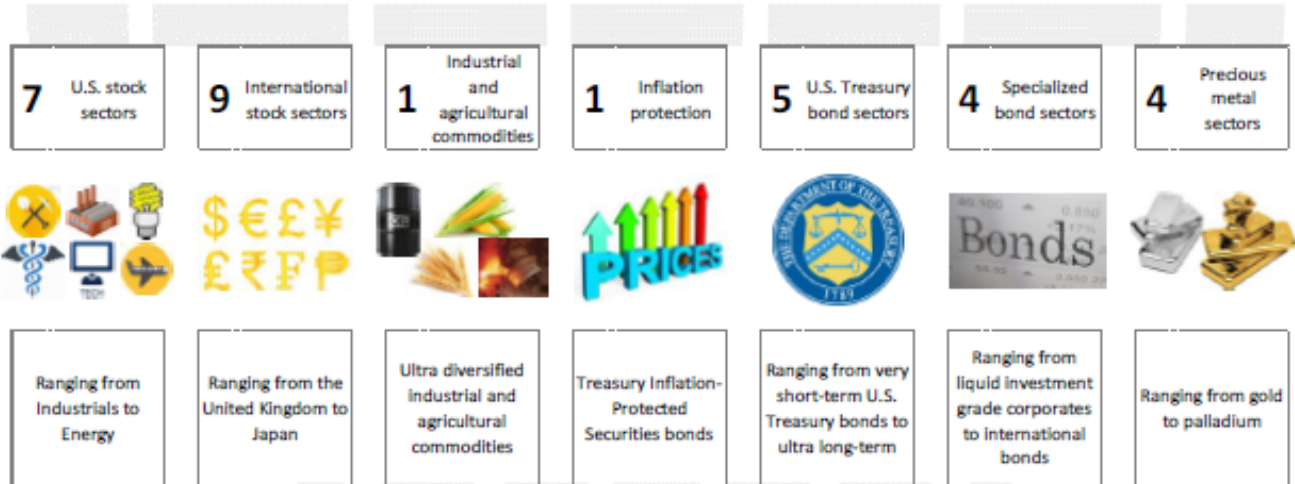 7 U.S. stock
sectors
9 International
stock sectors
1 Industrial
and
agricultural
commodities
1 Inflation
protection
5 U.S. Treasury
bond sectors
4 Specialized
bond sectors
4 Precious
metal
sectors
$ € £ ¥
£ ₹ ₣ ₱
TECH
PRICES
THE DEPARTMENT OF THE TREASURY
1789
Bonds
Ranging from
Industrials to
Energy
Ranging from the
United Kingdom to
Japan
Ultra diversified
industrial and
agricultural
commodities
Treasury Inflation-
Protected
Securities bonds
Ranging from very
short-term U.S.
Treasury bonds to
ultra long-term
Ranging from
liquid investment
grade corporates
to international
bonds
Ranging from gold
to palladium